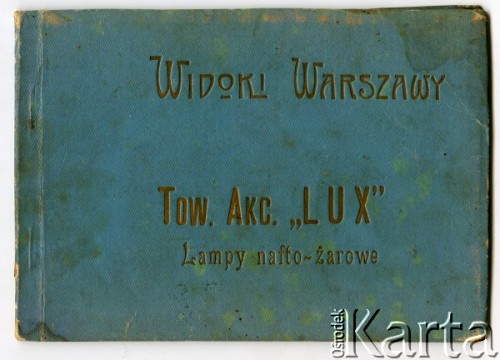 WIDOKI WARSZAWY
TOW. AKC. „LUX”
Lampy nafto-żarowe
ośrodek
Karta